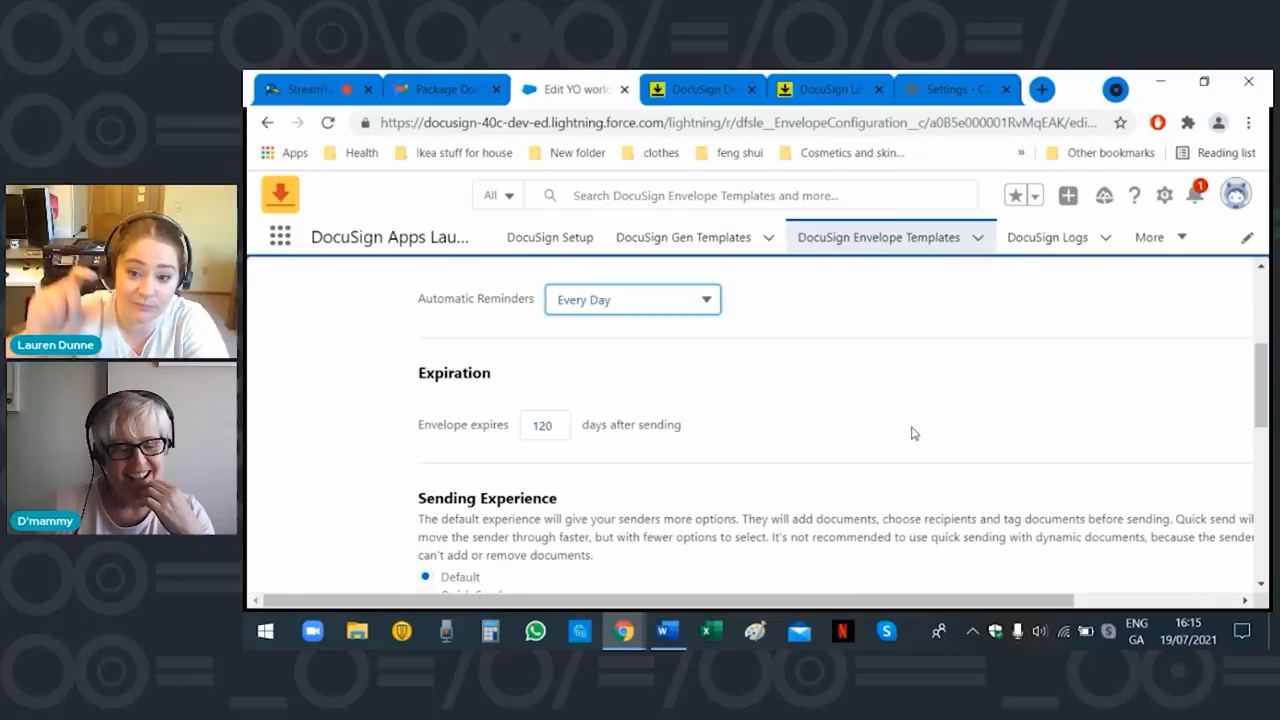 StreamYa
Package Doc
Edit YO worl
DocuSign D
DocuSign Lo
Settings - C
https://docusign-40c-dev-ed.lightning.force.com/lightning/r/dfsle__EnvelopeConfiguration__c/a0B5e000001RvMqEAK/edi...
Apps
Health
Ikea stuff for house
New folder
clothes
feng shui
Cosmetics and skin...
»
Other bookmarks
Reading list
All
Search DocuSign Envelope Templates and more...
1
DocuSign Apps Lau...
DocuSign Setup
DocuSign Gen Templates
DocuSign Envelope Templates
DocuSign Logs
More
Automatic Reminders
Every Day
Expiration
Envelope expires 120 days after sending
Sending Experience
The default experience will give your senders more options. They will add documents, choose recipients and tag documents before sending. Quick send wil
move the sender through faster, but with fewer options to select. It's not recommended to use quick sending with dynamic documents, because the sender
can't add or remove documents.
Default
Lauren Dunne
D'mammy
ENG
GA
16:15
19/07/2021